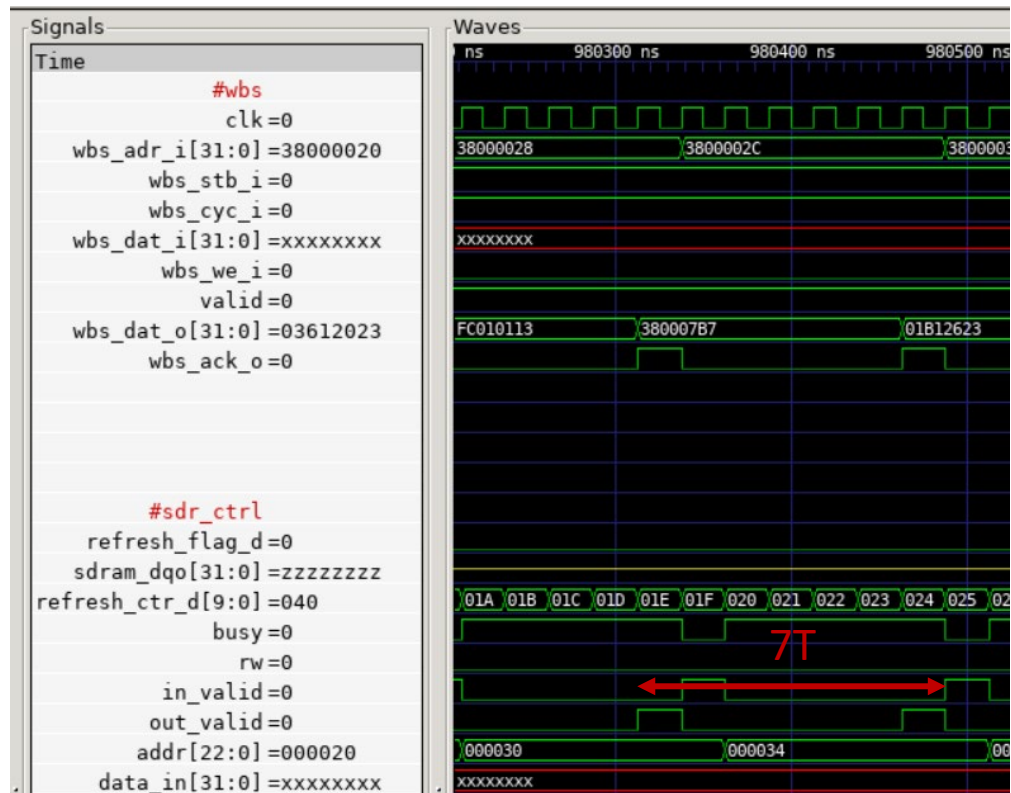 Signals
Waves
Time
ns 980300 ns 980400 ns 980500 ns
#wbs
clk=0
wbs_adr_i[31:0]=38000020 38000028 3800002C 3800003
wbs_stb_i=0
wbs_cyc_i=0
wbs_dat_i[31:0]=xxxxxxxx xxxxxxxx
wbs_we_i=0
valid=0
wbs_dat_o[31:0]=03612023 FC010113 380007B7 01B12623
wbs_ack_o=0
#sdr_ctrl
refresh_flag_d=0
sdram_dqo[31:0]=zzzzzzzz
refresh_ctr_d[9:0]=040 01A 01B 01C 01D 01E 01F 020 021 022 023 024 025 02
busy=0
7T
rw=0
in_valid=0
out_valid=0
addr[22:0]=000020 000030 000034 00
data_in[31:0]=xxxxxxxx xxxxxxxx